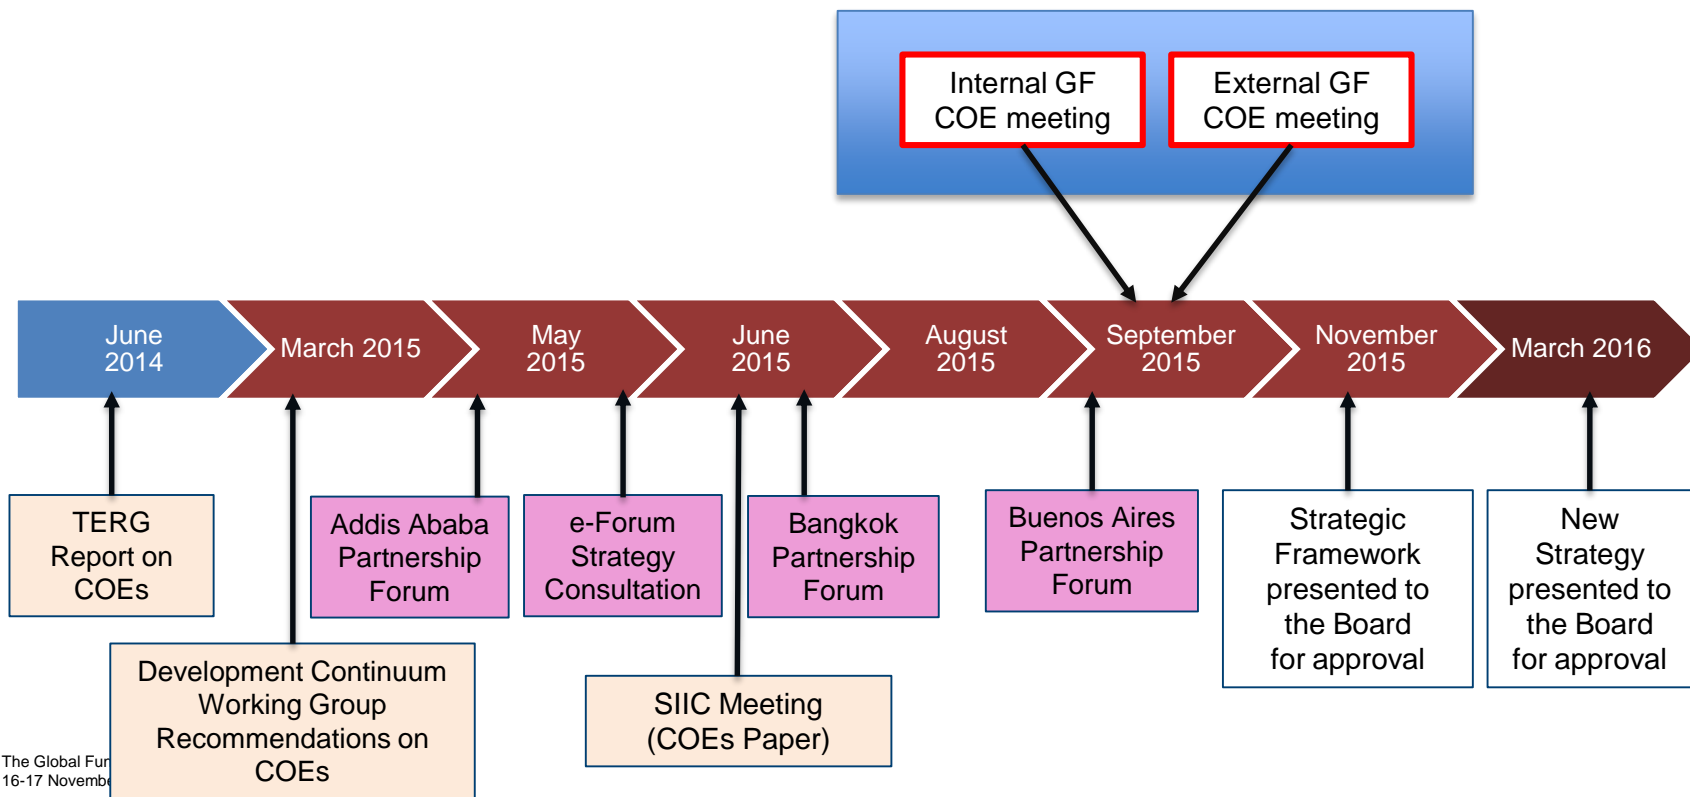 Internal GF
COE meeting
External GF
COE meeting
June
2014
March 2015
May
2015
June
2015
August
2015
September
2015
November
2015
March 2016
TERG
Report on
COEs
Addis Ababa
Partnership
Forum
e-Forum
Strategy
Consultation
Bangkok
Partnership
Forum
Buenos Aires
Partnership
Forum
Strategic
Framework
presented to
the Board
for approval
New
Strategy
presented to
the Board
for approval
Development Continuum
Working Group
Recommendations on
COEs
SIIC Meeting
(COEs Paper)
The Global
16-17